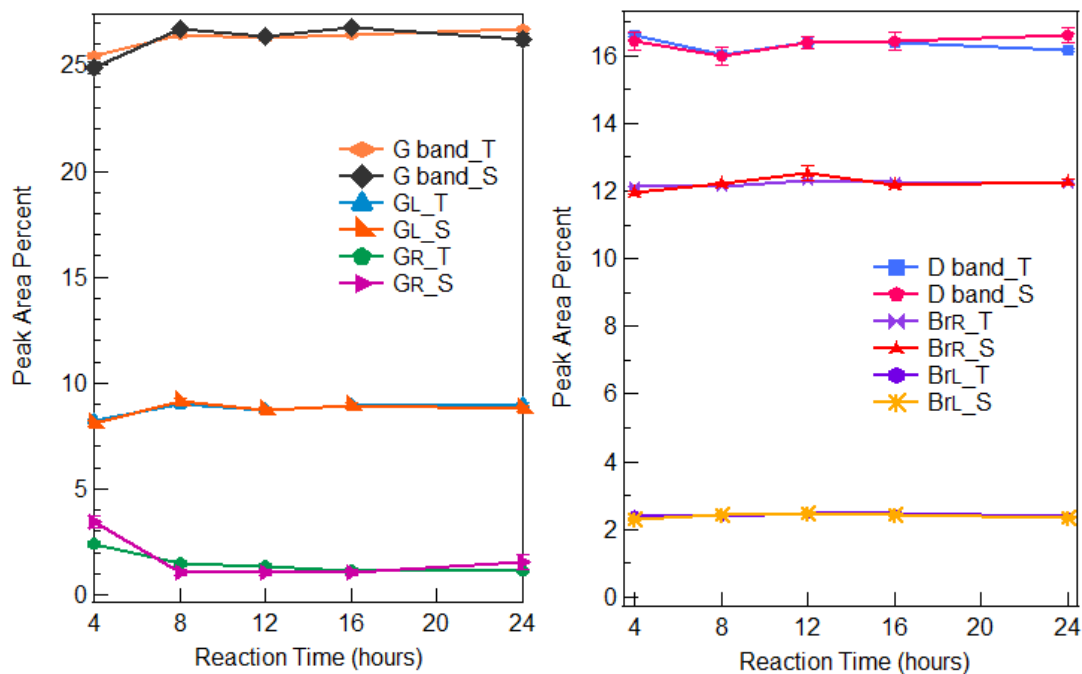 Peak Area Percent
25
20
15
10
5
0
G band_T
G band_S
GL_T
GL_S
GR_T
GR_S
4 8 12 16 20 24
Reaction Time (hours)
Peak Area Percent
16
14
12
10
8
6
4
2
0
D band_T
D band_S
BrR_T
BrR_S
BrL_T
BrL_S
4 8 12 16 20 24
Reaction Time (hours)